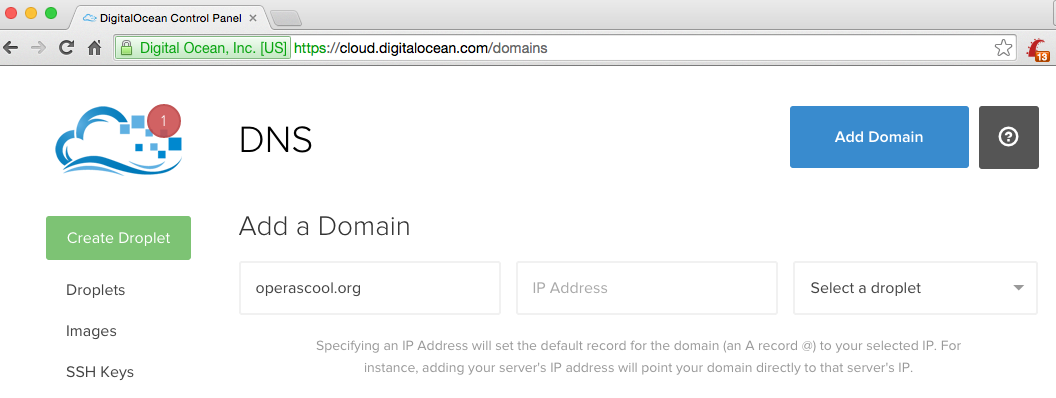 DigitalOcean Control Panel
Digital Ocean, Inc. [US] https://cloud.digitalocean.com/domains
13
1
DNS
Add Domain
?
Create Droplet
Droplets
Images
SSH Keys
Add a Domain
operascool.org
IP Address
Select a droplet
Specifying an IP Address will set the default record for the domain (an A record @) to your selected IP. For
instance, adding your server's IP address will point your domain directly to that server's IP.